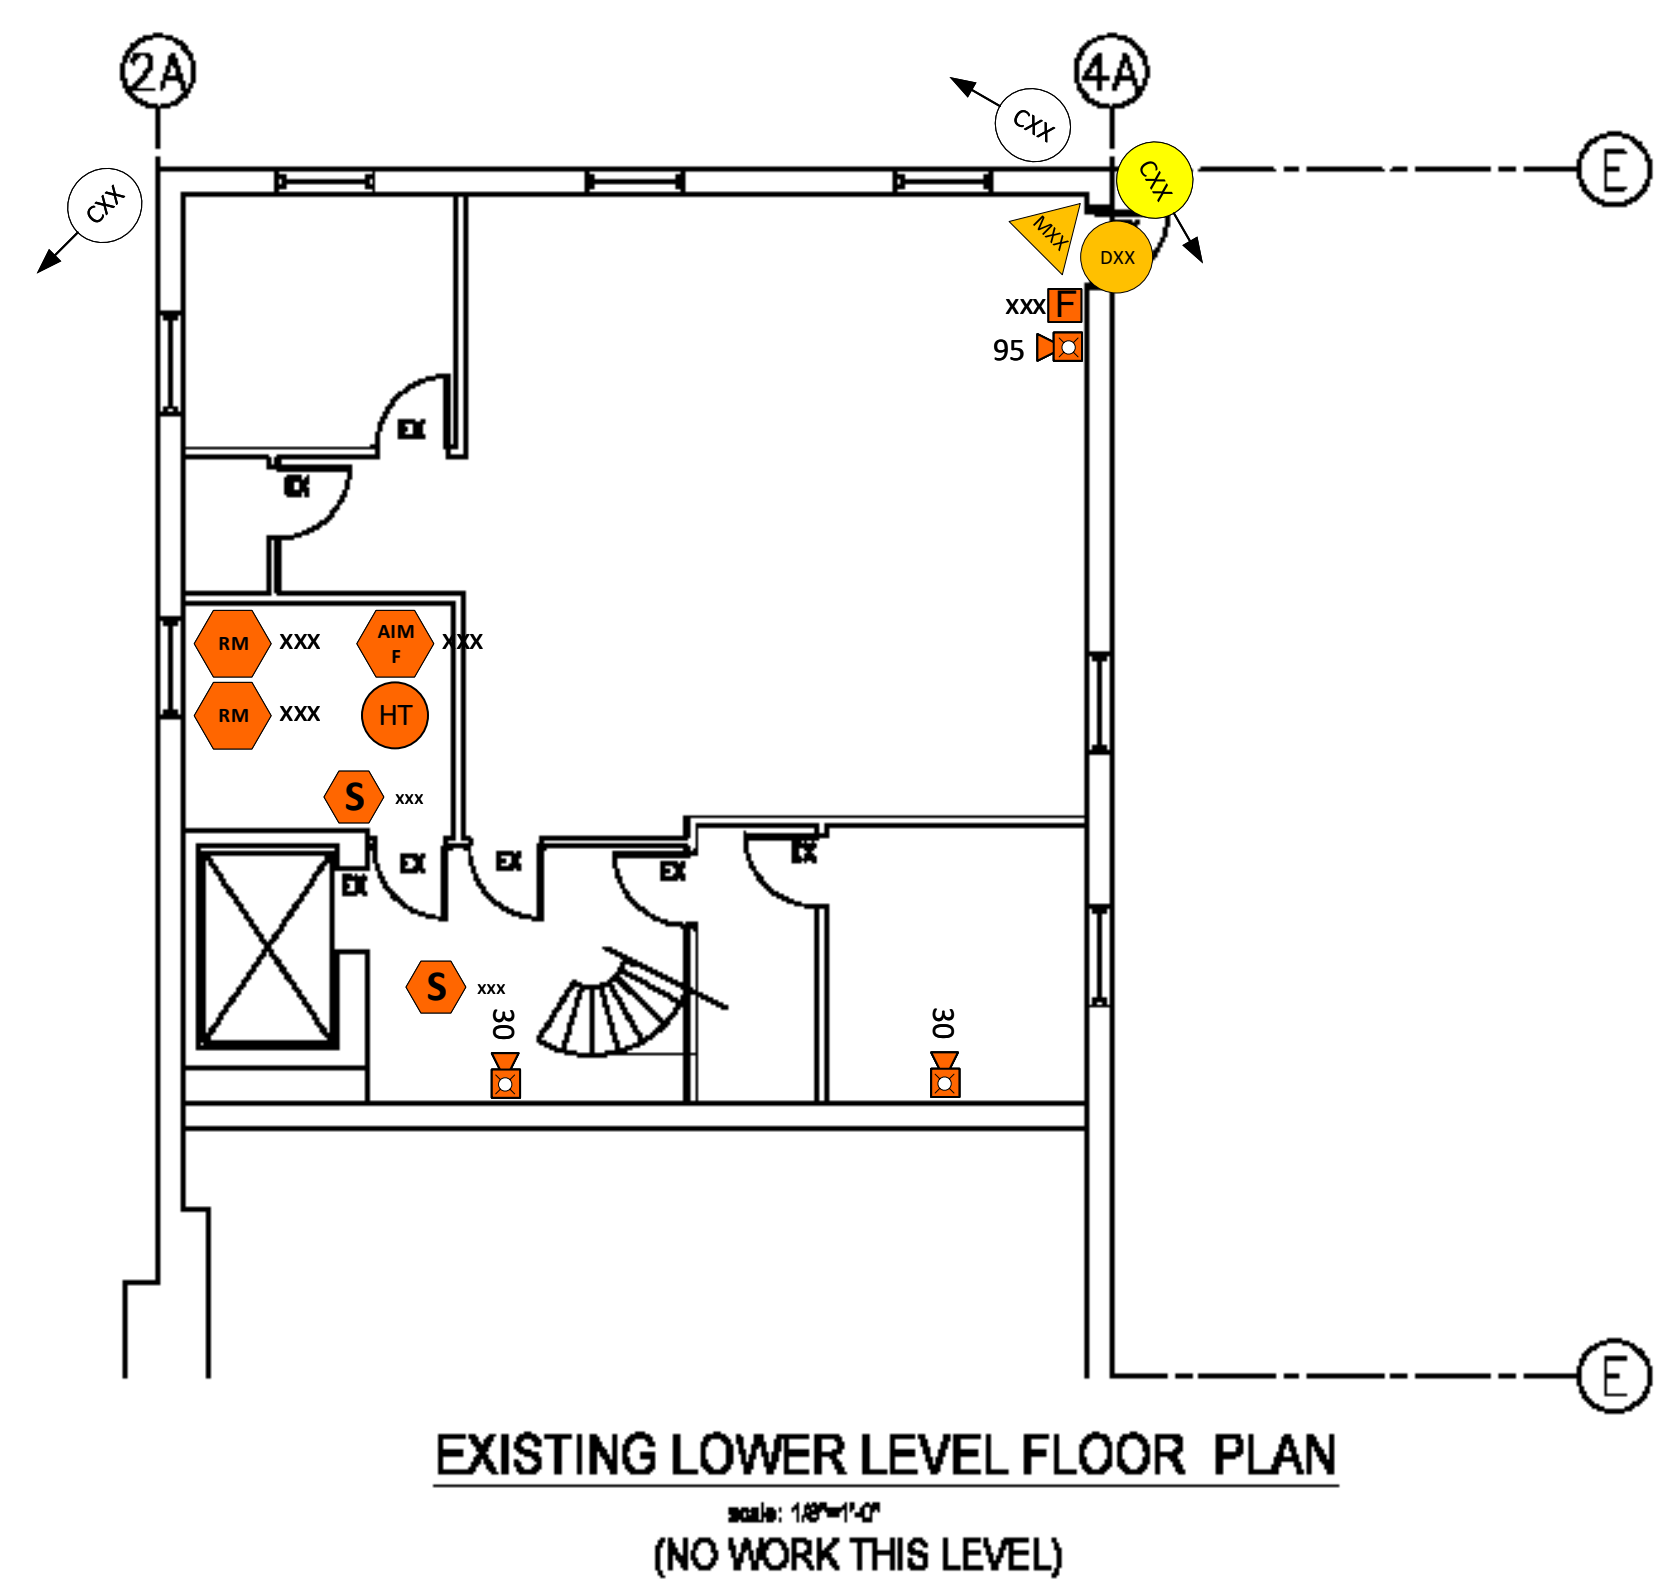 2A
4A
CXX
E
CXX
CXX
MXX
DXX
XXX F
95
EX
EX
RM XXX
AIM XXX
F
RM XXX
HT
S XXX
EX
EX
EX
EX
EX
S XXX
30
30
E
EXISTING LOWER LEVEL FLOOR PLAN
scale: 1/8"=1'-0"
(NO WORK THIS LEVEL)